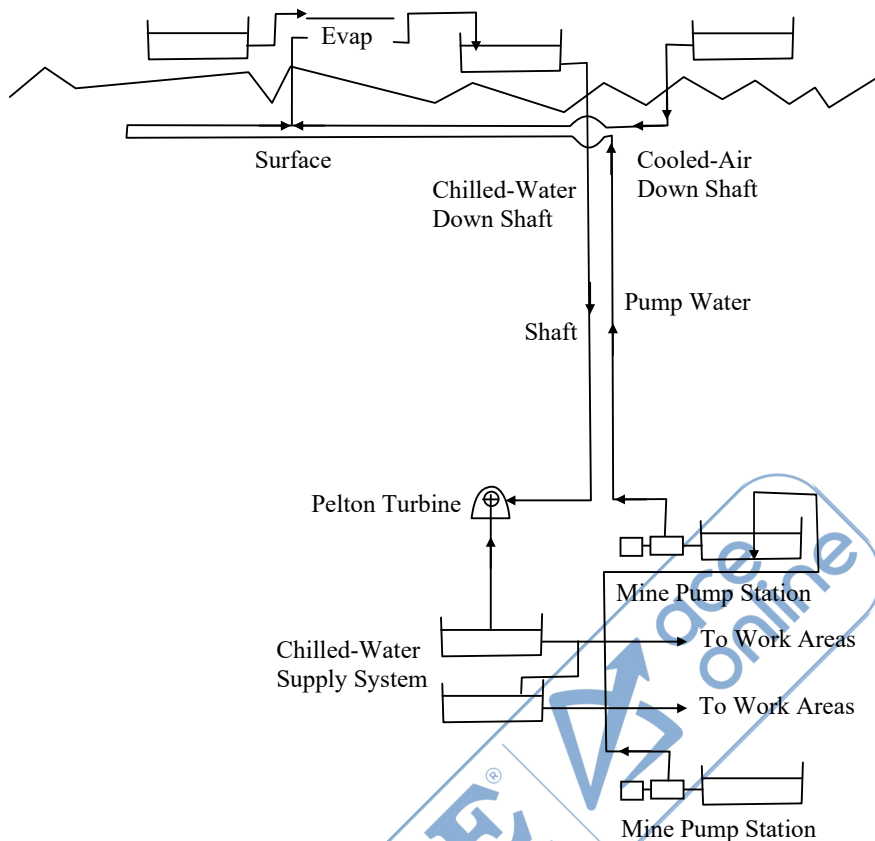 Evap
Surface
Cooled-Air
Down Shaft
Chilled-Water
Down Shaft
Pump Water
Shaft
Pelton Turbine
Mine Pump Station
To Work Areas
Chilled-Water
Supply System
To Work Areas
Mine Pump Station
ace
online
E
®